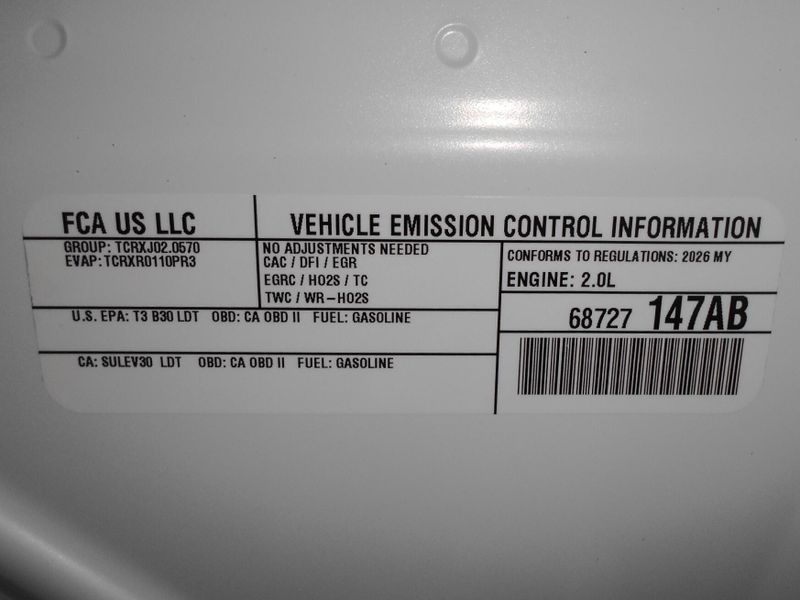 FCA US LLC
VEHICLE EMISSION CONTROL INFORMATION
GROUP: TCRXJ02.0570
EVAP: TCRXR0110PR3
NO ADJUSTMENTS NEEDED
CAC / DFI / EGR
EGRC / HO2S / TC
TWC / WR-HO2S
CONFORMS TO REGULATIONS: 2026 MY
ENGINE: 2.0L
U.S. EPA: T3 B30 LDT OBD: CA OBD II FUEL: GASOLINE
68727 147AB
CA: SULEV30 LDT OBD: CA OBD II FUEL: GASOLINE